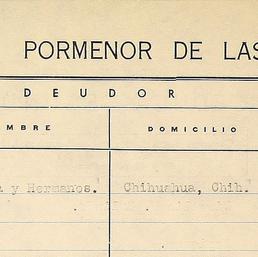 PORMENOR DE LAS
DEUDOR
MBRE DOMICILIO
a y Hermanos. Chihuahua, Chih.